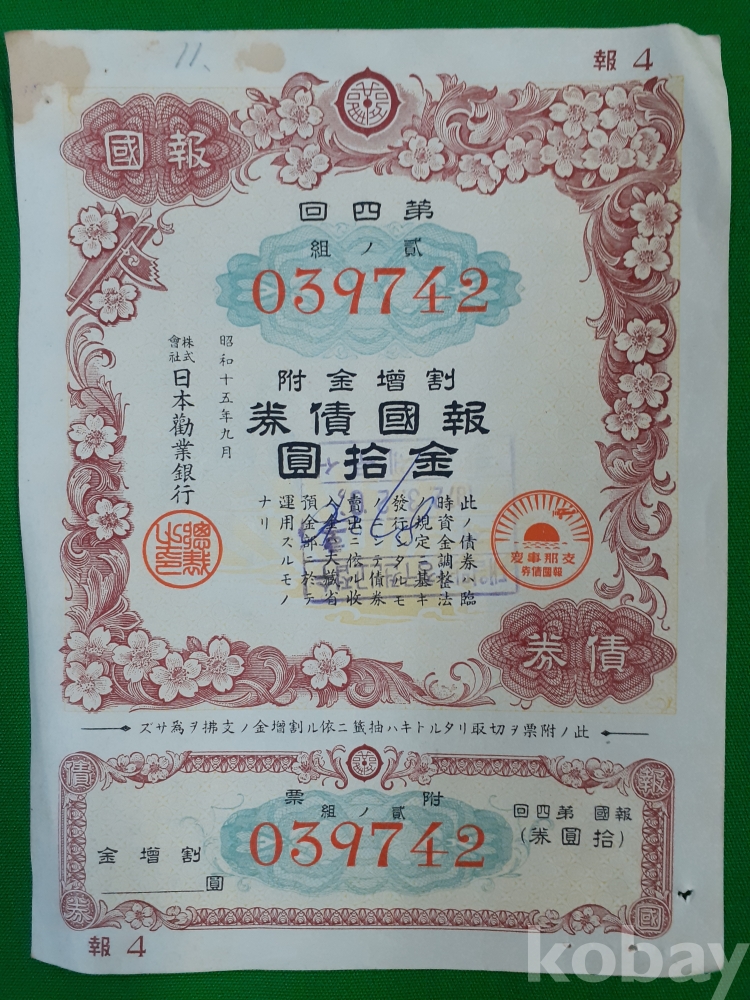 11.
報 4
報國
第四回
貳ノ組
039742
割增金附
報國債券
金拾圓
此ノ債券ハ臨
時資金調整法
ノ規定ニ基キ
發行シタルモ
ノニシテ債券
賣出ニ依ル收
入金ハ大藏省
預金部ニ於テ
運用スルモノ
ナリ
昭和十五年九月
株式會社日本勸業銀行
總裁之印
支那事變
報國債券
債券
此ノ附票ヲ切取リタルトキハ抽籤ニ依ル割增金ノ支拂ヲ爲サズ
報
國
債
券
報國 第四回
(拾圓券)
附票
貳ノ組
039742
割增金
圓
報 4
kobay